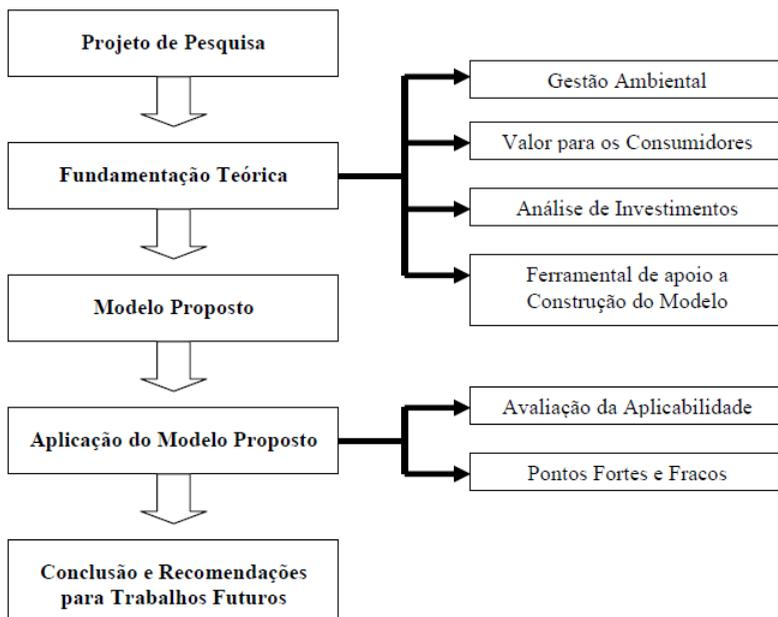 Projeto de Pesquisa
Fundamentação Teórica
Gestão Ambiental
Valor para os Consumidores
Análise de Investimentos
Ferramental de apoio a
Construção do Modelo
Modelo Proposto
Aplicação do Modelo Proposto
Avaliação da Aplicabilidade
Pontos Fortes e Fracos
Conclusão e Recomendações
para Trabalhos Futuros